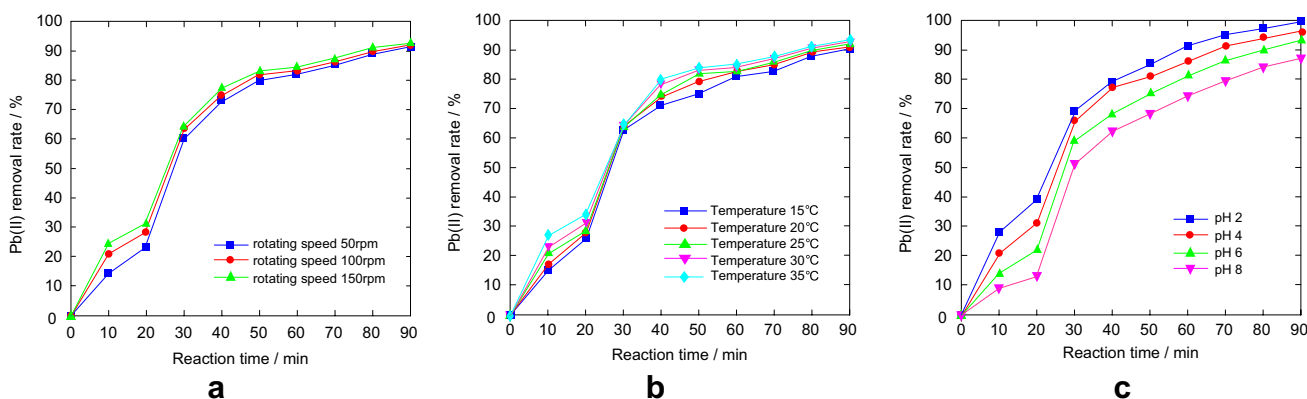 Pb(II) removal rate / %
100
90
80
70
60
50
40
30
20
10
0
rotating speed 50rpm
rotating speed 100rpm
rotating speed 150rpm
0 10 20 30 40 50 60 70 80 90
Reaction time / min
a
Pb(II) removal rate / %
100
90
80
70
60
50
40
30
20
10
0
Temperature 15℃
Temperature 20℃
Temperature 25℃
Temperature 30℃
Temperature 35℃
0 10 20 30 40 50 60 70 80 90
Reaction time / min
b
Pb(II) removal rate / %
100
90
80
70
60
50
40
30
20
10
0
pH 2
pH 4
pH 6
pH 8
0 10 20 30 40 50 60 70 80 90
Reaction time / min
c